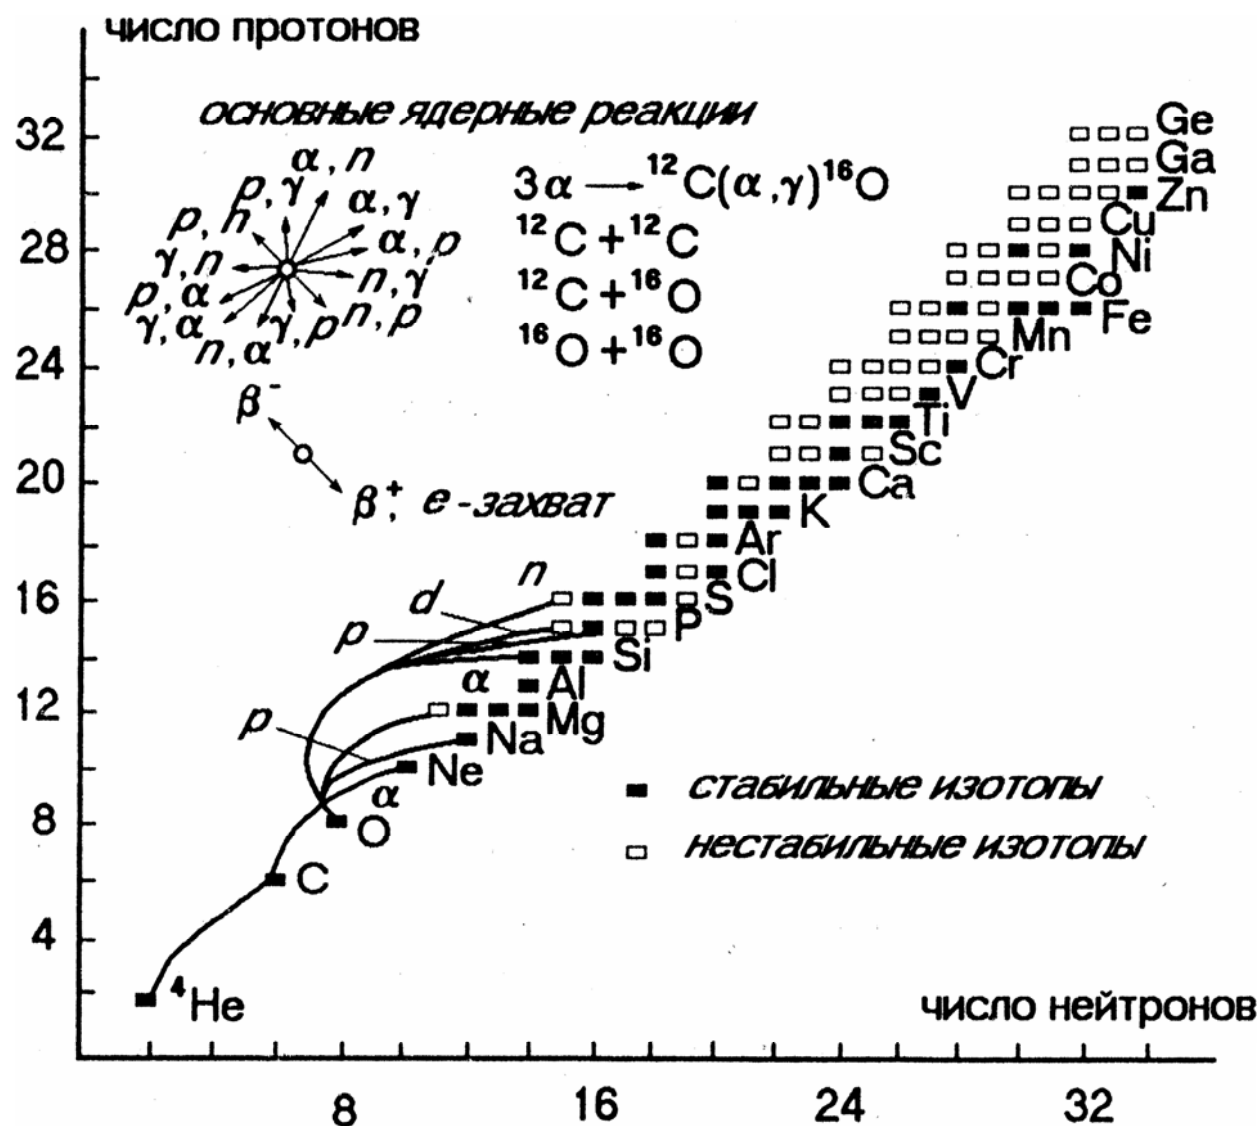 число протонов
основные ядерные реакции
32
28
24
20
16
12
8
4
α, n
p, γ
α, γ
p, n
α, p
γ, n
n, γ
p, α
n, p
γ, α
γ, p
n, α
3α → ¹²C(α,γ)¹⁶O
¹²C + ¹²C
¹²C + ¹⁶O
¹⁶O + ¹⁶O
β⁻
β⁺, e -захват
Ge
Ga
Zn
Cu
Ni
Co
Fe
Mn
Cr
V
Ti
Sc
Ca
K
Ar
Cl
S
P
Si
Al
Mg
Na
Ne
O
C
⁴He
n
d
p
α
p
α
стабильные изотопы
нестабильные изотопы
число нейтронов
8
16
24
32